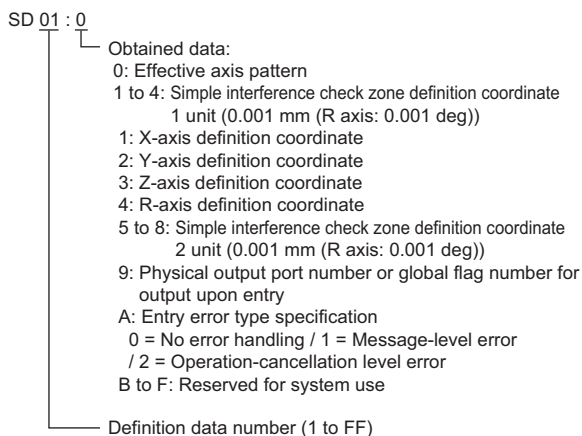 SD 01 : 0
Obtained data:
0: Effective axis pattern
1 to 4: Simple interference check zone definition coordinate
1 unit (0.001 mm (R axis: 0.001 deg))
1: X-axis definition coordinate
2: Y-axis definition coordinate
3: Z-axis definition coordinate
4: R-axis definition coordinate
5 to 8: Simple interference check zone definition coordinate
2 unit (0.001 mm (R axis: 0.001 deg))
9: Physical output port number or global flag number for
output upon entry
A: Entry error type specification
0 = No error handling / 1 = Message-level error
/ 2 = Operation-cancellation level error
B to F: Reserved for system use
Definition data number (1 to FF)